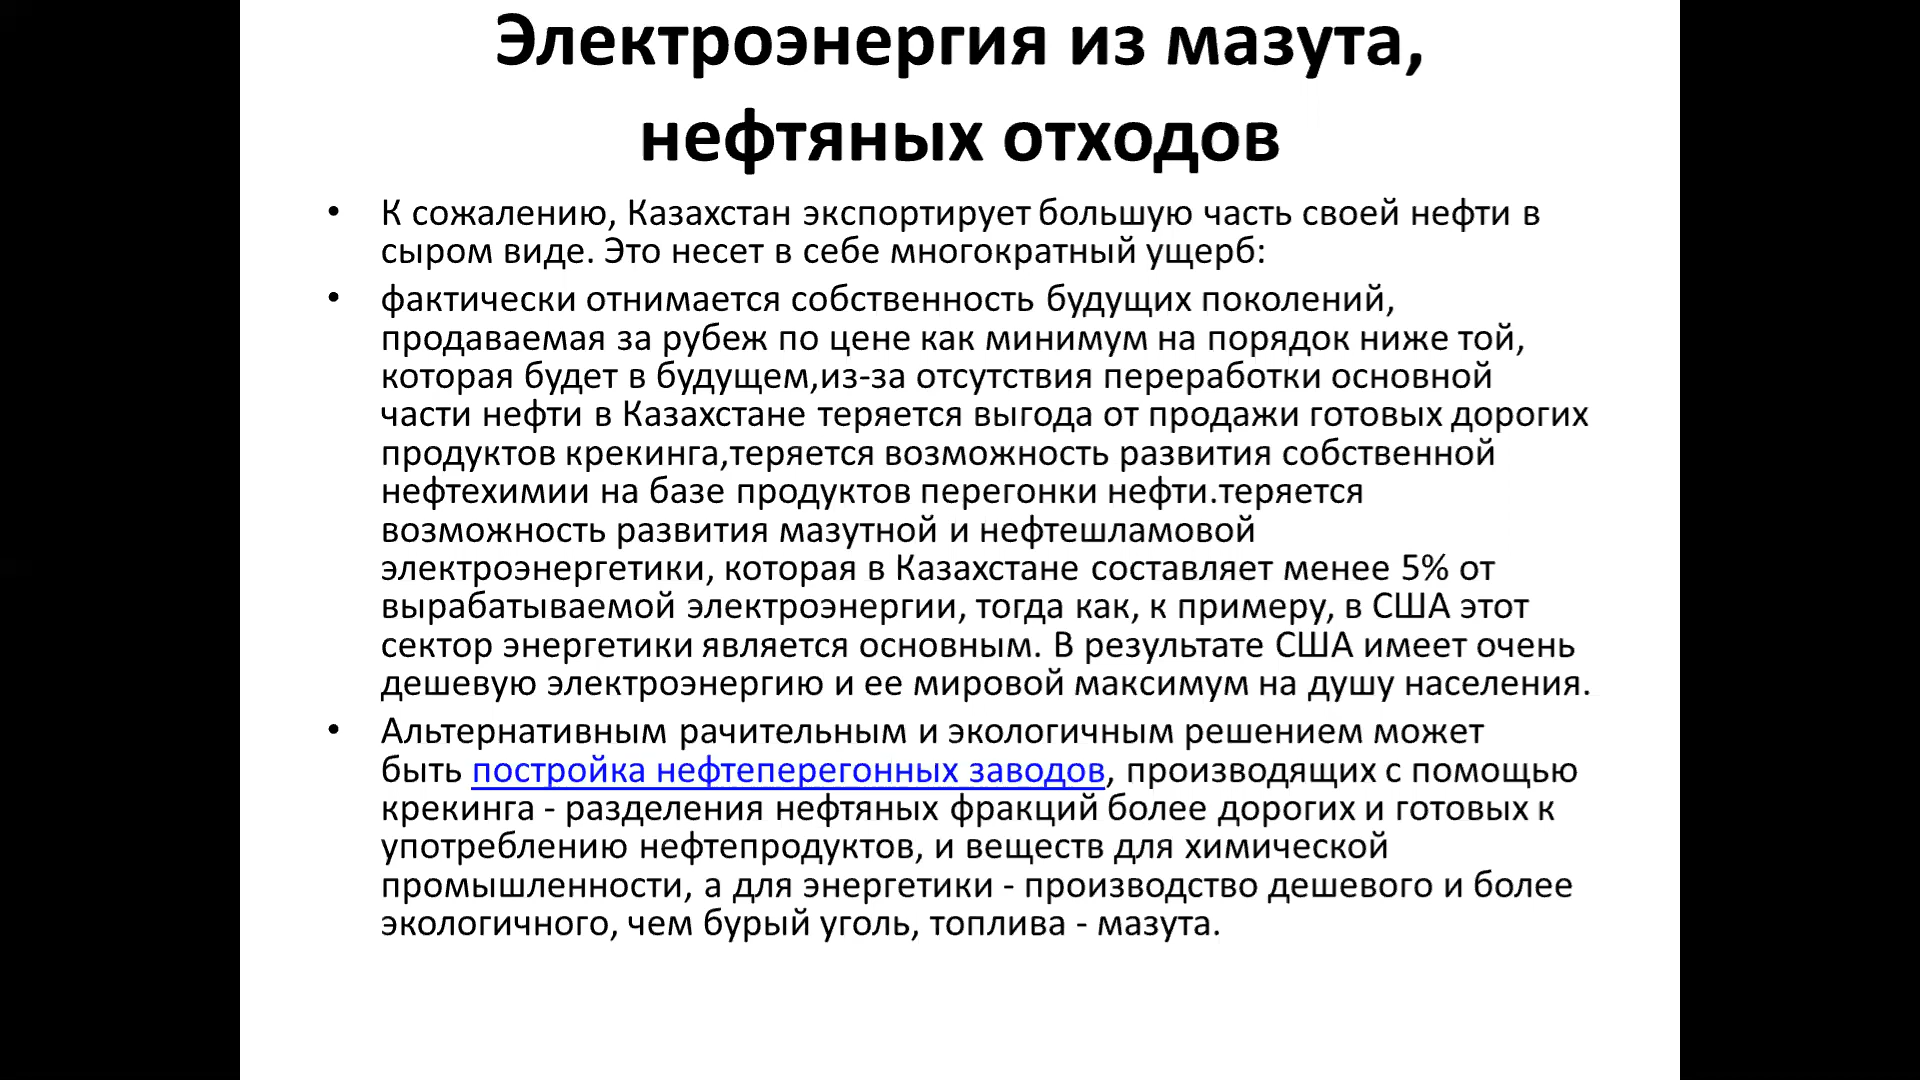 Электроэнергия из мазута,
нефтяных отходов
• К сожалению, Казахстан экспортирует большую часть своей нефти в
сыром виде. Это несет в себе многократный ущерб:
• фактически отнимается собственность будущих поколений,
продаваемая за рубеж по цене как минимум на порядок ниже той,
которая будет в будущем,из-за отсутствия переработки основной
части нефти в Казахстане теряется выгода от продажи готовых дорогих
продуктов крекинга,теряется возможность развития собственной
нефтехимии на базе продуктов перегонки нефти.теряется
возможность развития мазутной и нефтешламовой
электроэнергетики, которая в Казахстане составляет менее 5% от
вырабатываемой электроэнергии, тогда как, к примеру, в США этот
сектор энергетики является основным. В результате США имеет очень
дешевую электроэнергию и ее мировой максимум на душу населения.
• Альтернативным рачительным и экологичным решением может
быть постройка нефтеперегонных заводов, производящих с помощью
крекинга - разделения нефтяных фракций более дорогих и готовых к
употреблению нефтепродуктов, и веществ для химической
промышленности, а для энергетики - производство дешевого и более
экологичного, чем бурый уголь, топлива - мазута.